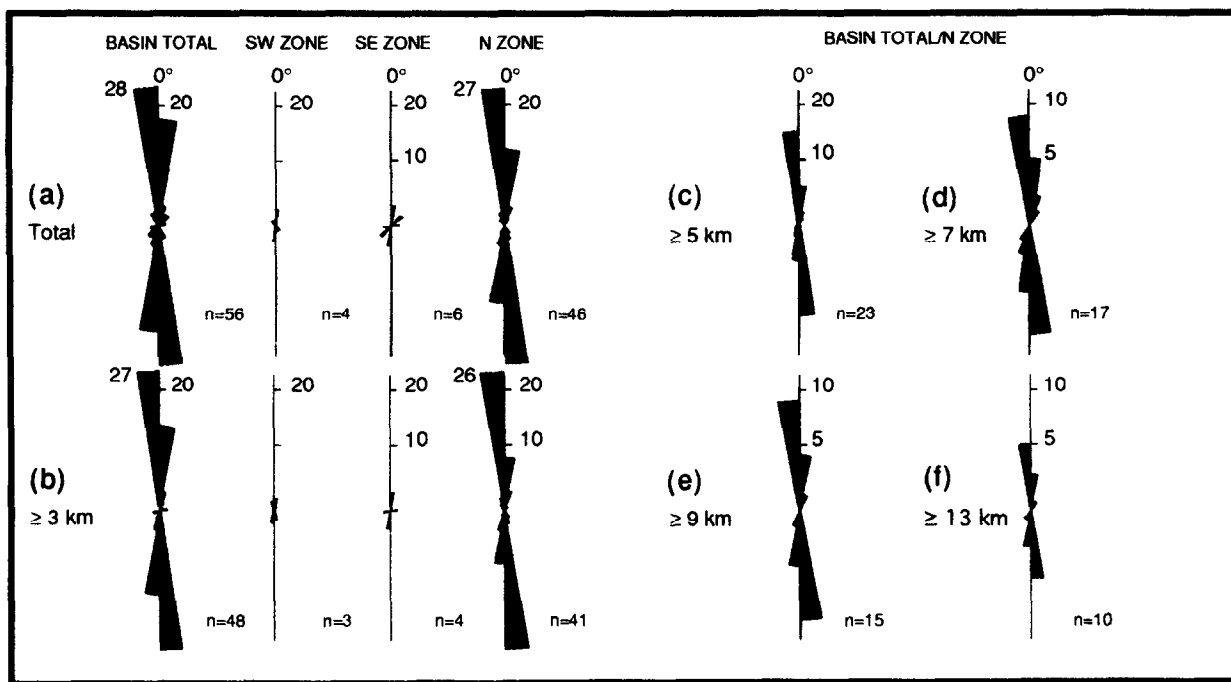 BASIN TOTAL SW ZONE SE ZONE N ZONE BASIN TOTAL/N ZONE
0° 0° 0° 0° 0° 0°
28 20 20 20 27 20 20 10
10 10 5
(a) (c) (d)
Total ≥ 5 km ≥ 7 km
n=56 n=4 n=6 n=46 n=23 n=17
27 20 20 20 26 20 10 10
10 10 5 5
(b) (e) (f)
≥ 3 km ≥ 9 km ≥ 13 km
n=48 n=3 n=4 n=41 n=15 n=10